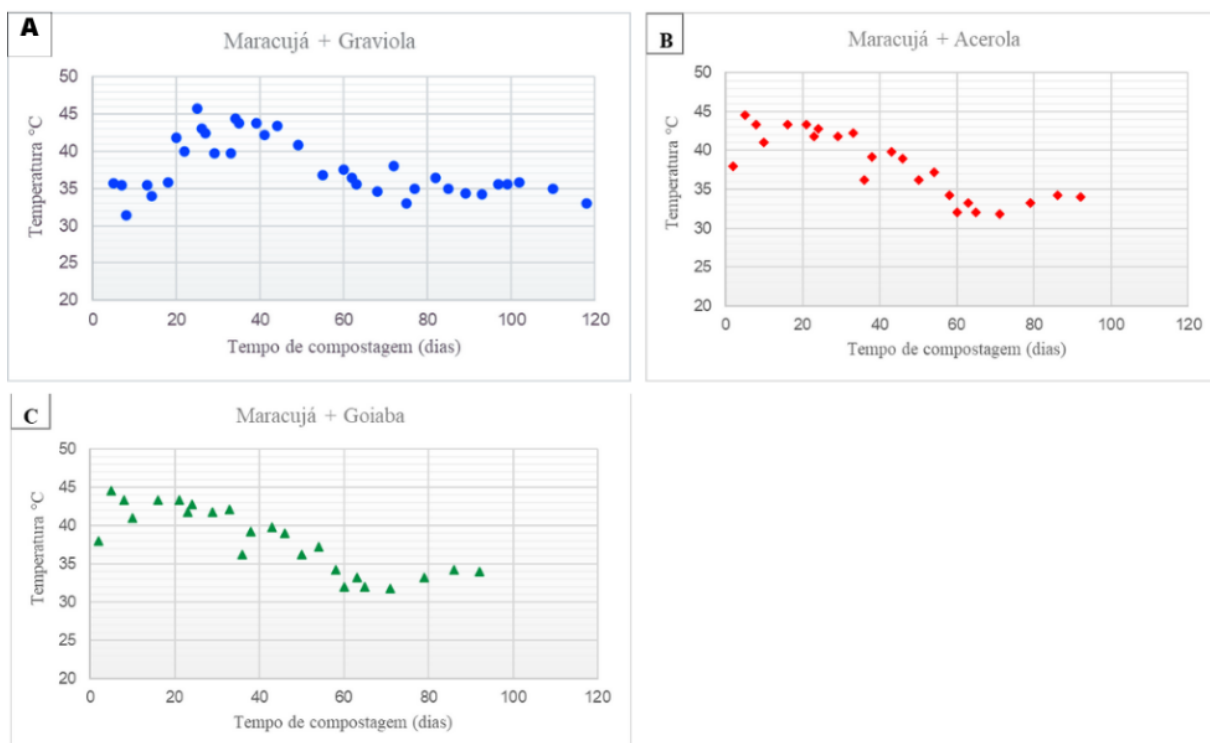 A
Maracujá + Graviola
Temperatura °C
50
45
40
35
30
25
20
0 20 40 60 80 100 120
Tempo de compostagem (dias)
B
Maracujá + Acerola
Temperatura °C
50
45
40
35
30
25
20
0 20 40 60 80 100 120
Tempo de compostagem (dias)
C
Maracujá + Goiaba
Temperatura °C
50
45
40
35
30
25
20
0 20 40 60 80 100 120
Tempo de compostagem (dias)